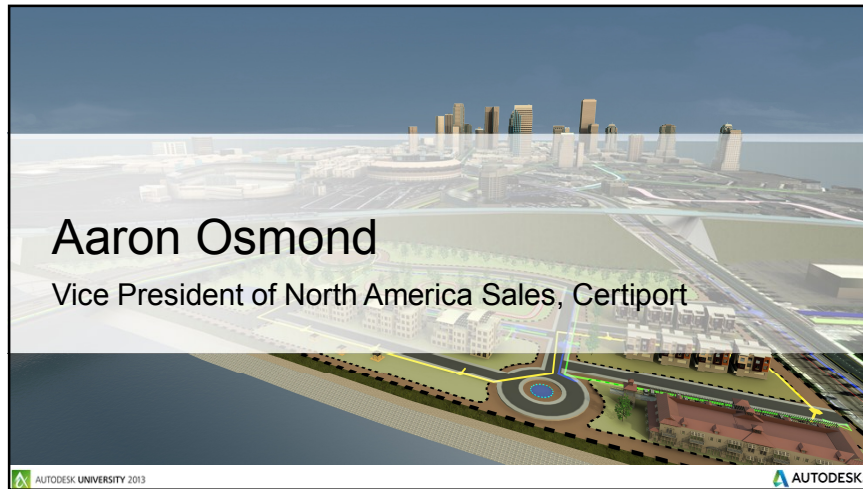 Aaron Osmond
Vice President of North America Sales, Certiport
AUTODESK UNIVERSITY 2013
AUTODESK